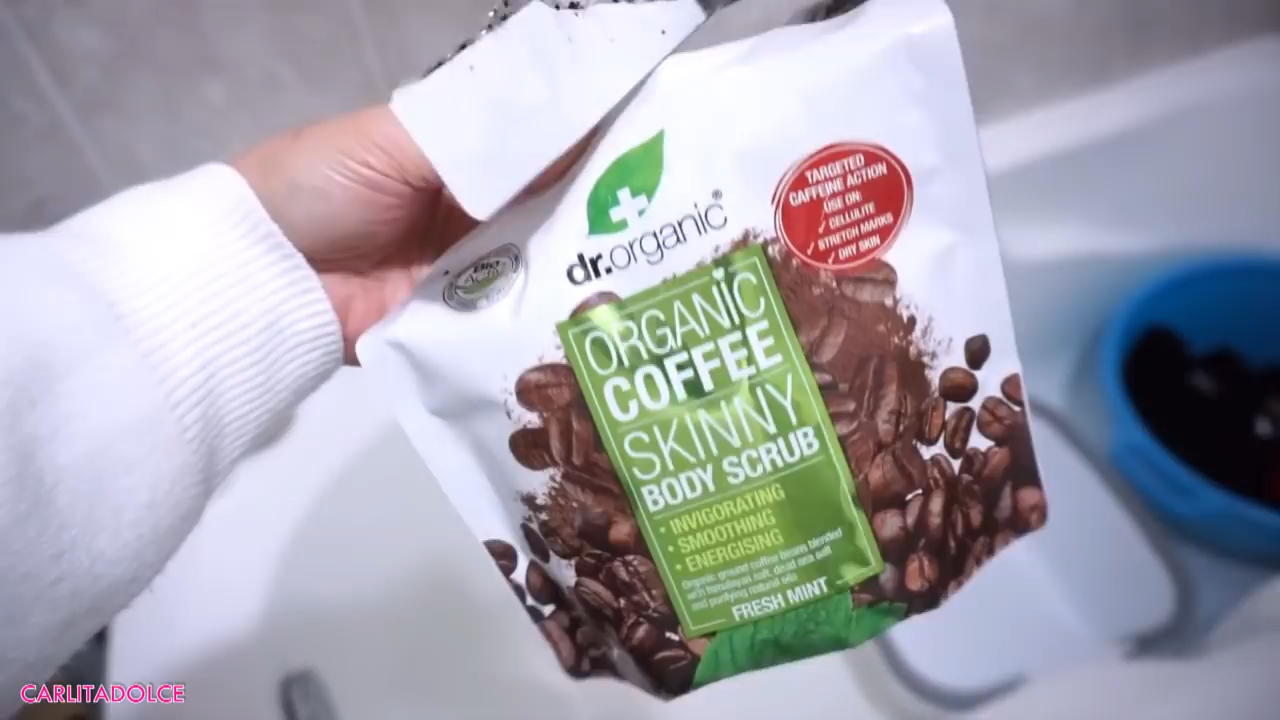 dr.organic®
TARGETED
CAFFEINE ACTION
USE ON:
✓ CELLULITE
✓ STRETCH MARKS
✓ DRY SKIN
ORGANIC
COFFEE
SKINNY
BODY SCRUB
• INVIGORATING
• SMOOTHING
• ENERGISING
Organic ground coffee beans blended
with himalayan salt, dead sea salt
and purifying natural oils
FRESH MINT
CARLITADOLCE